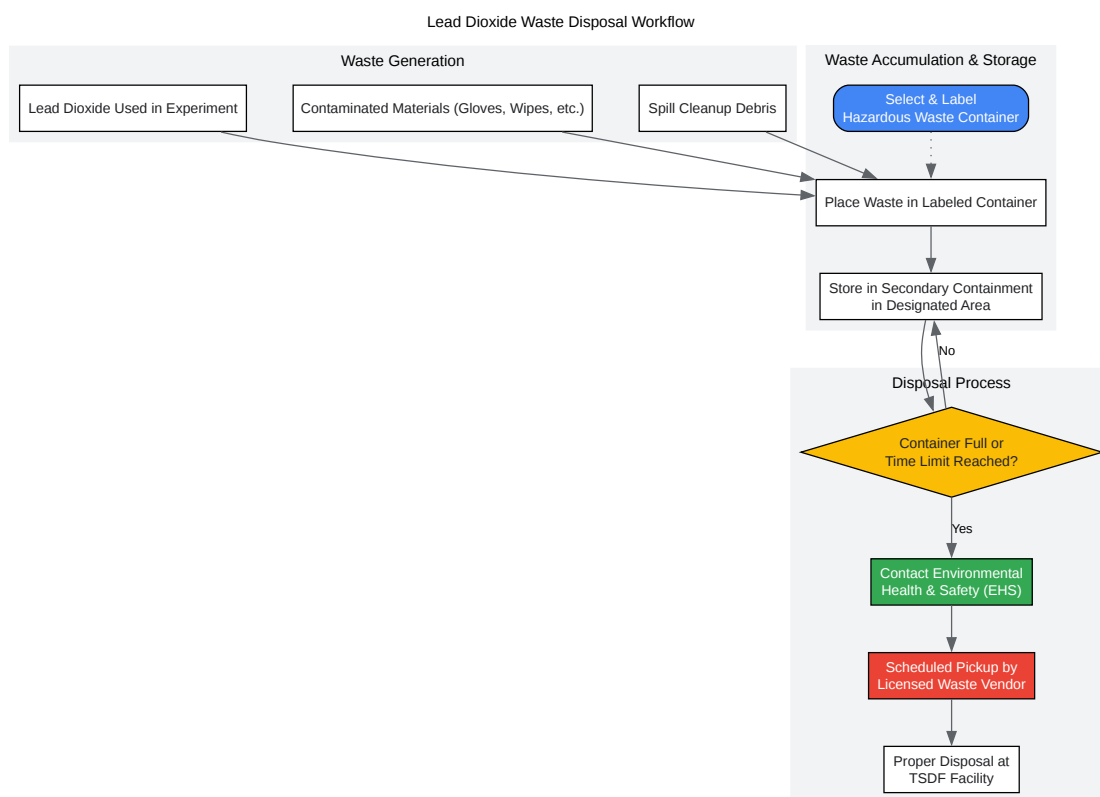 Lead Dioxide Waste Disposal Workflow
Waste Generation
Lead Dioxide Used in Experiment
Contaminated Materials (Gloves, Wipes, etc.)
Spill Cleanup Debris
Waste Accumulation & Storage
Select & Label
Hazardous Waste Container
Place Waste in Labeled Container
Store in Secondary Containment
in Designated Area
No
Disposal Process
Container Full or
Time Limit Reached?
Yes
Contact Environmental
Health & Safety (EHS)
Scheduled Pickup by
Licensed Waste Vendor
Proper Disposal at
TSDF Facility